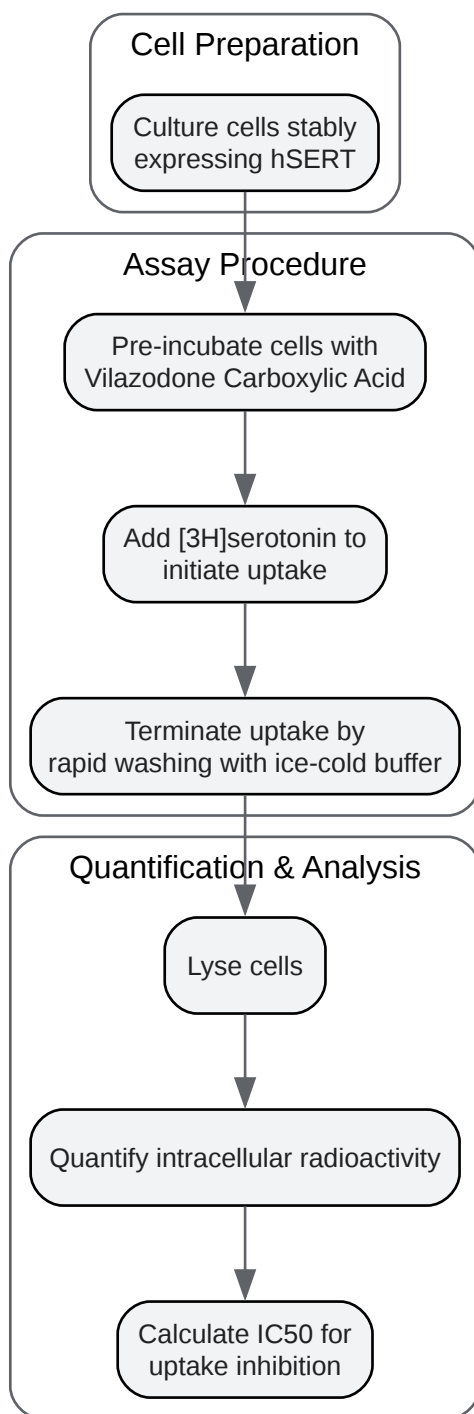 Cell Preparation
Culture cells stably
expressing hSERT
Assay Procedure
Pre-incubate cells with
Vilazodone Carboxylic Acid
Add [3H]serotonin to
initiate uptake
Terminate uptake by
rapid washing with ice-cold buffer
Quantification & Analysis
Lyse cells
Quantify intracellular radioactivity
Calculate IC50 for
uptake inhibition